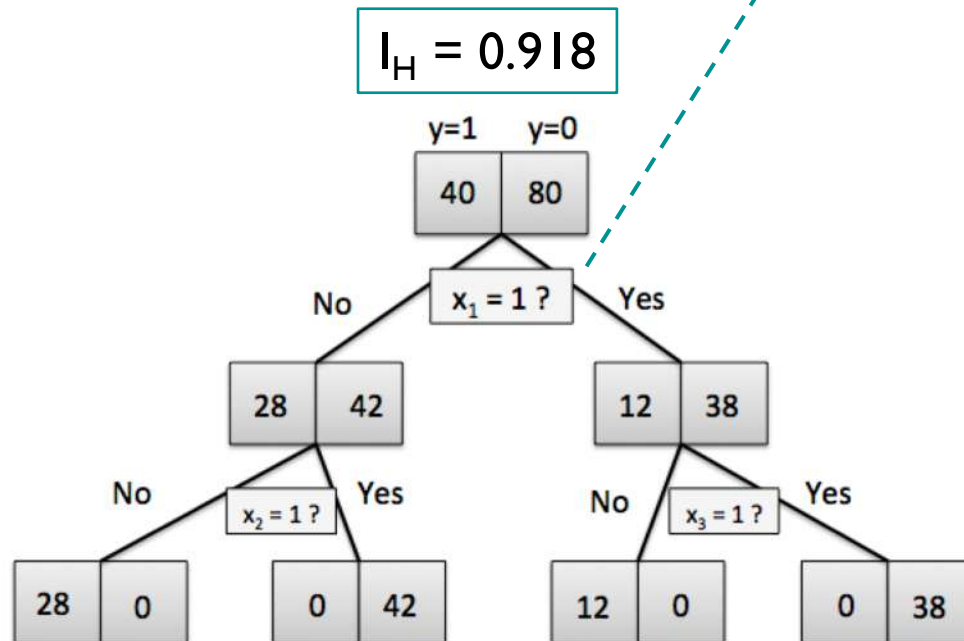 I_H = 0.918
y=1 y=0
40 80
No x₁ = 1 ? Yes
28 42 12 38
No x₂ = 1 ? Yes No x₃ = 1 ? Yes
28 0 0 42 12 0 0 38